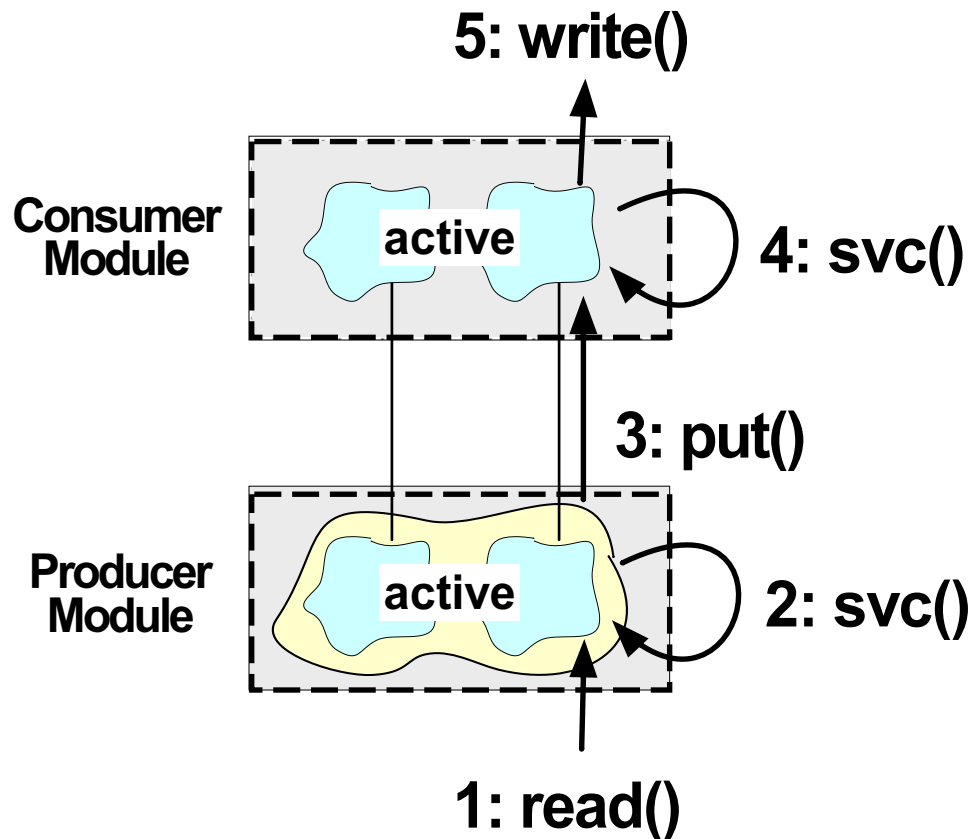 5: write()
Consumer
Module
active
4: svc()
3: put()
Producer
Module
active
2: svc()
1: read()